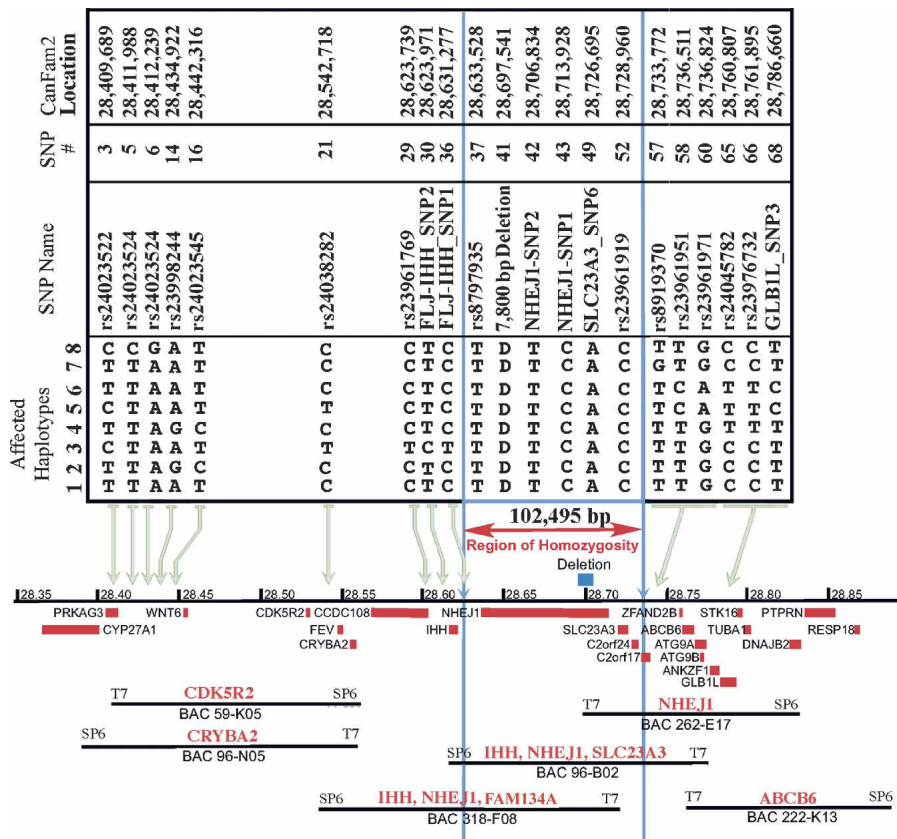 CanFam2 Location
28,409,689
28,411,988
28,412,239
28,434,922
28,442,316
28,542,718
28,623,739
28,623,971
28,631,277
28,633,528
28,697,541
28,706,834
28,713,928
28,726,695
28,728,960
28,733,772
28,736,511
28,736,824
28,760,807
28,761,895
28,786,660
SNP #
3 5 6 14 16 21 29 30 36 37 41 42 43 49 52 57 58 60 65 66 68
SNP Name
rs24023522
rs24023524
rs24023524
rs23998244
rs24023545
rs24038282
rs23961769
FLJ-IHH_SNP2
FLJ-IHH_SNP1
rs8797935
7,800 bp Deletion
NHEJ1-SNP2
NHEJ1-SNP1
SLC23A3_SNP6
rs23961919
rs8919370
rs23961951
rs23961971
rs24045782
rs23976732
GLB1L_SNP3
Affected Haplotypes
8 C C G A T C C T C T D T C A C T T G C C T
7 T T A A T C C T C T D T C A C G T G C C T
6 T T A A T C C T C T D T C A C T C A T T C
5 C T A A T T C T C T D T C A C T C A T T C
4 T T A G C C C T C T D T C A C T T G C C T
3 C T A A T T T C T T D T C A C T T G C C T
2 T T A G C C C T C T D T C A C T T G C C T
1 T T A A T C C T C T D T C A C T T G C C T
102,495 bp
Region of Homozygosity
Deletion
28.35 28.40 28.45 28.50 28.55 28.60 28.65 28.70 28.75 28.80 28.85
PRKAG3 WNT6 CDK5R2 CCDC108 NHEJ1 ZFAND2B STK16 PTPRN
CYP27A1 FEV IHH SLC23A3 ABCB6 TUBA1 RESP18
CRYBA2 C2orf24 ATG9A DNAJB2
C2orf17 ATG9B
ANKZF1
GLB1L
T7 CDK5R2 SP6
BAC 59-K05
T7 NHEJ1 SP6
BAC 262-E17
SP6 CRYBA2 T7
BAC 96-N05
SP6 IHH, NHEJ1, SLC23A3 T7
BAC 96-B02
SP6 IHH, NHEJ1, FAM134A T7
BAC 318-F08
T7 ABCB6 SP6
BAC 222-K13